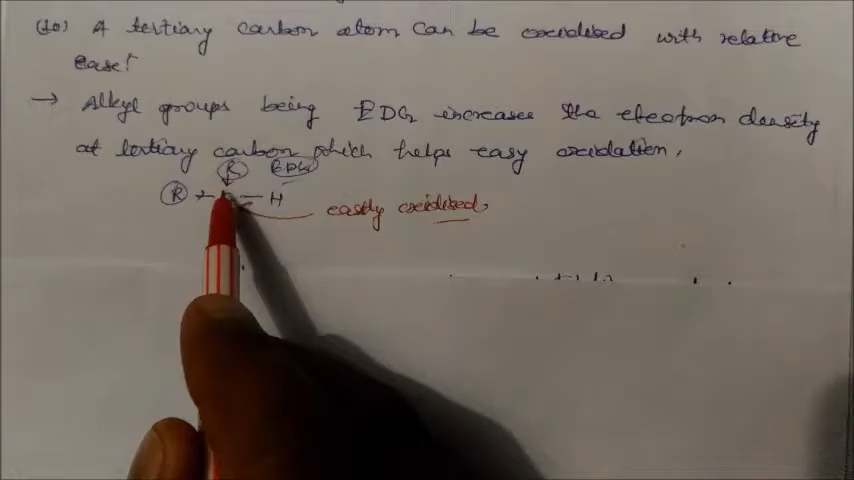 (10) A tertiary carbon atom can be oxidised with relative
ease!
→ Alkyl groups being EDG increases the electron density
at tertiary carbon which helps easy oxidation.
R EDG
R H
easily oxidised.